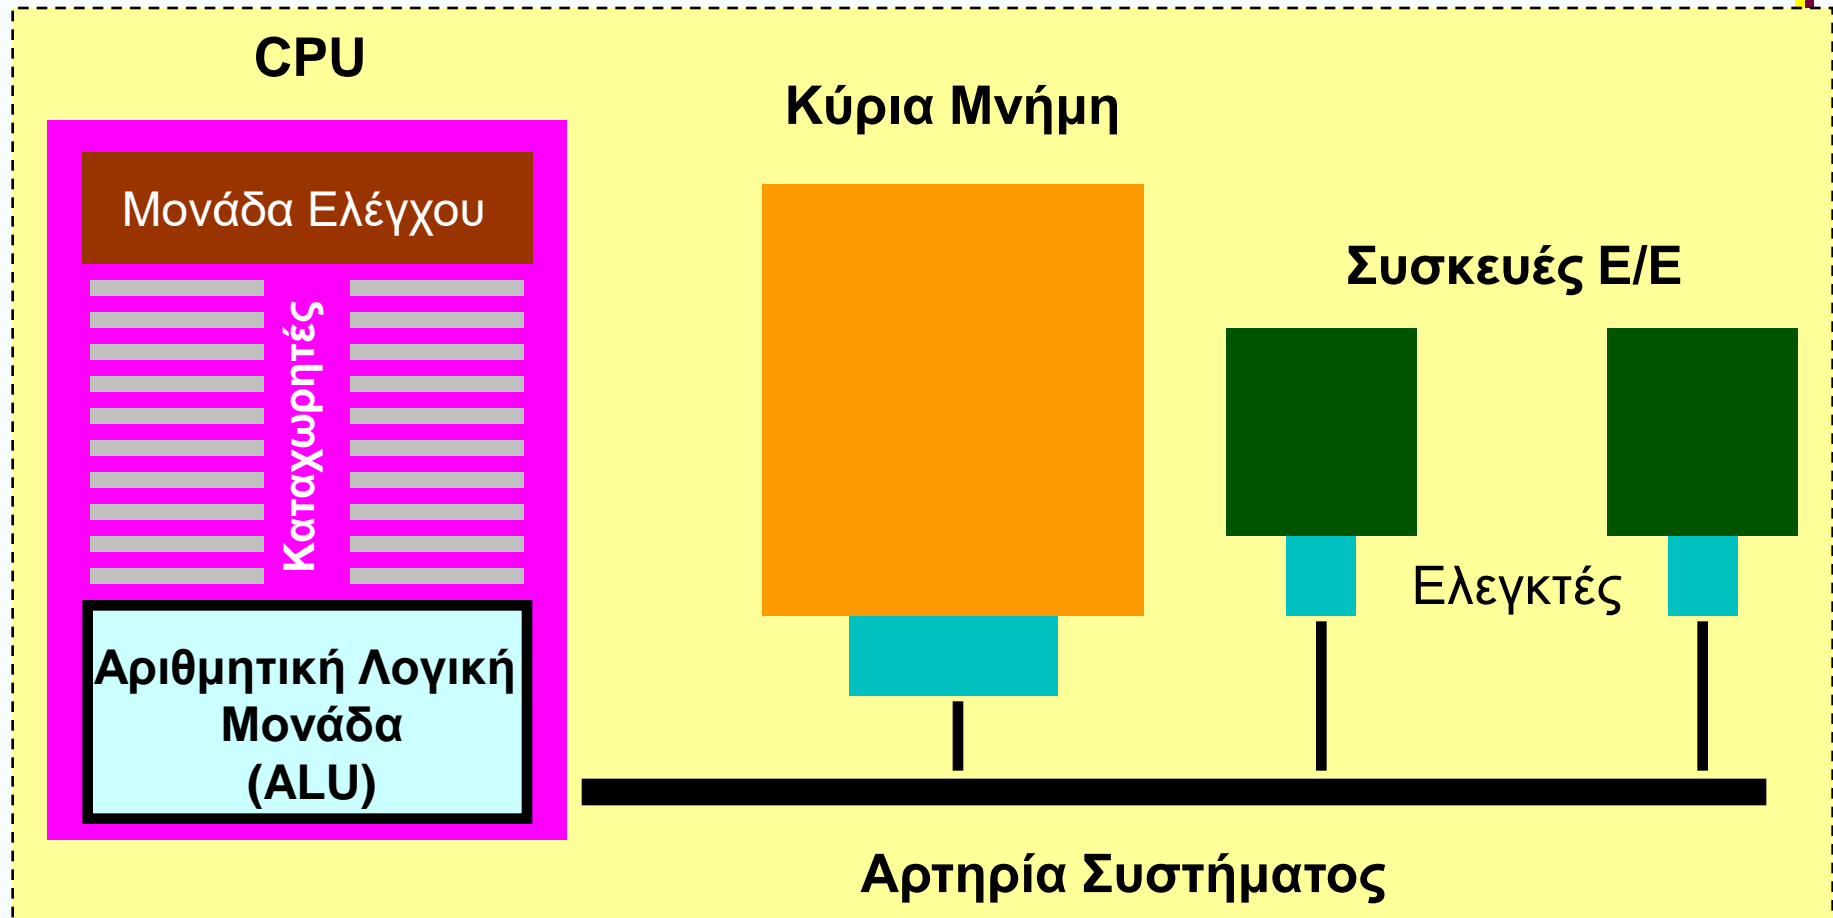 CPU
Κύρια Μνήμη
Μονάδα Ελέγχου
Συσκευές Ε/Ε
Καταχωρητές
Ελεγκτές
Αριθμητική Λογική
Μονάδα
(ALU)
Αρτηρία Συστήματος